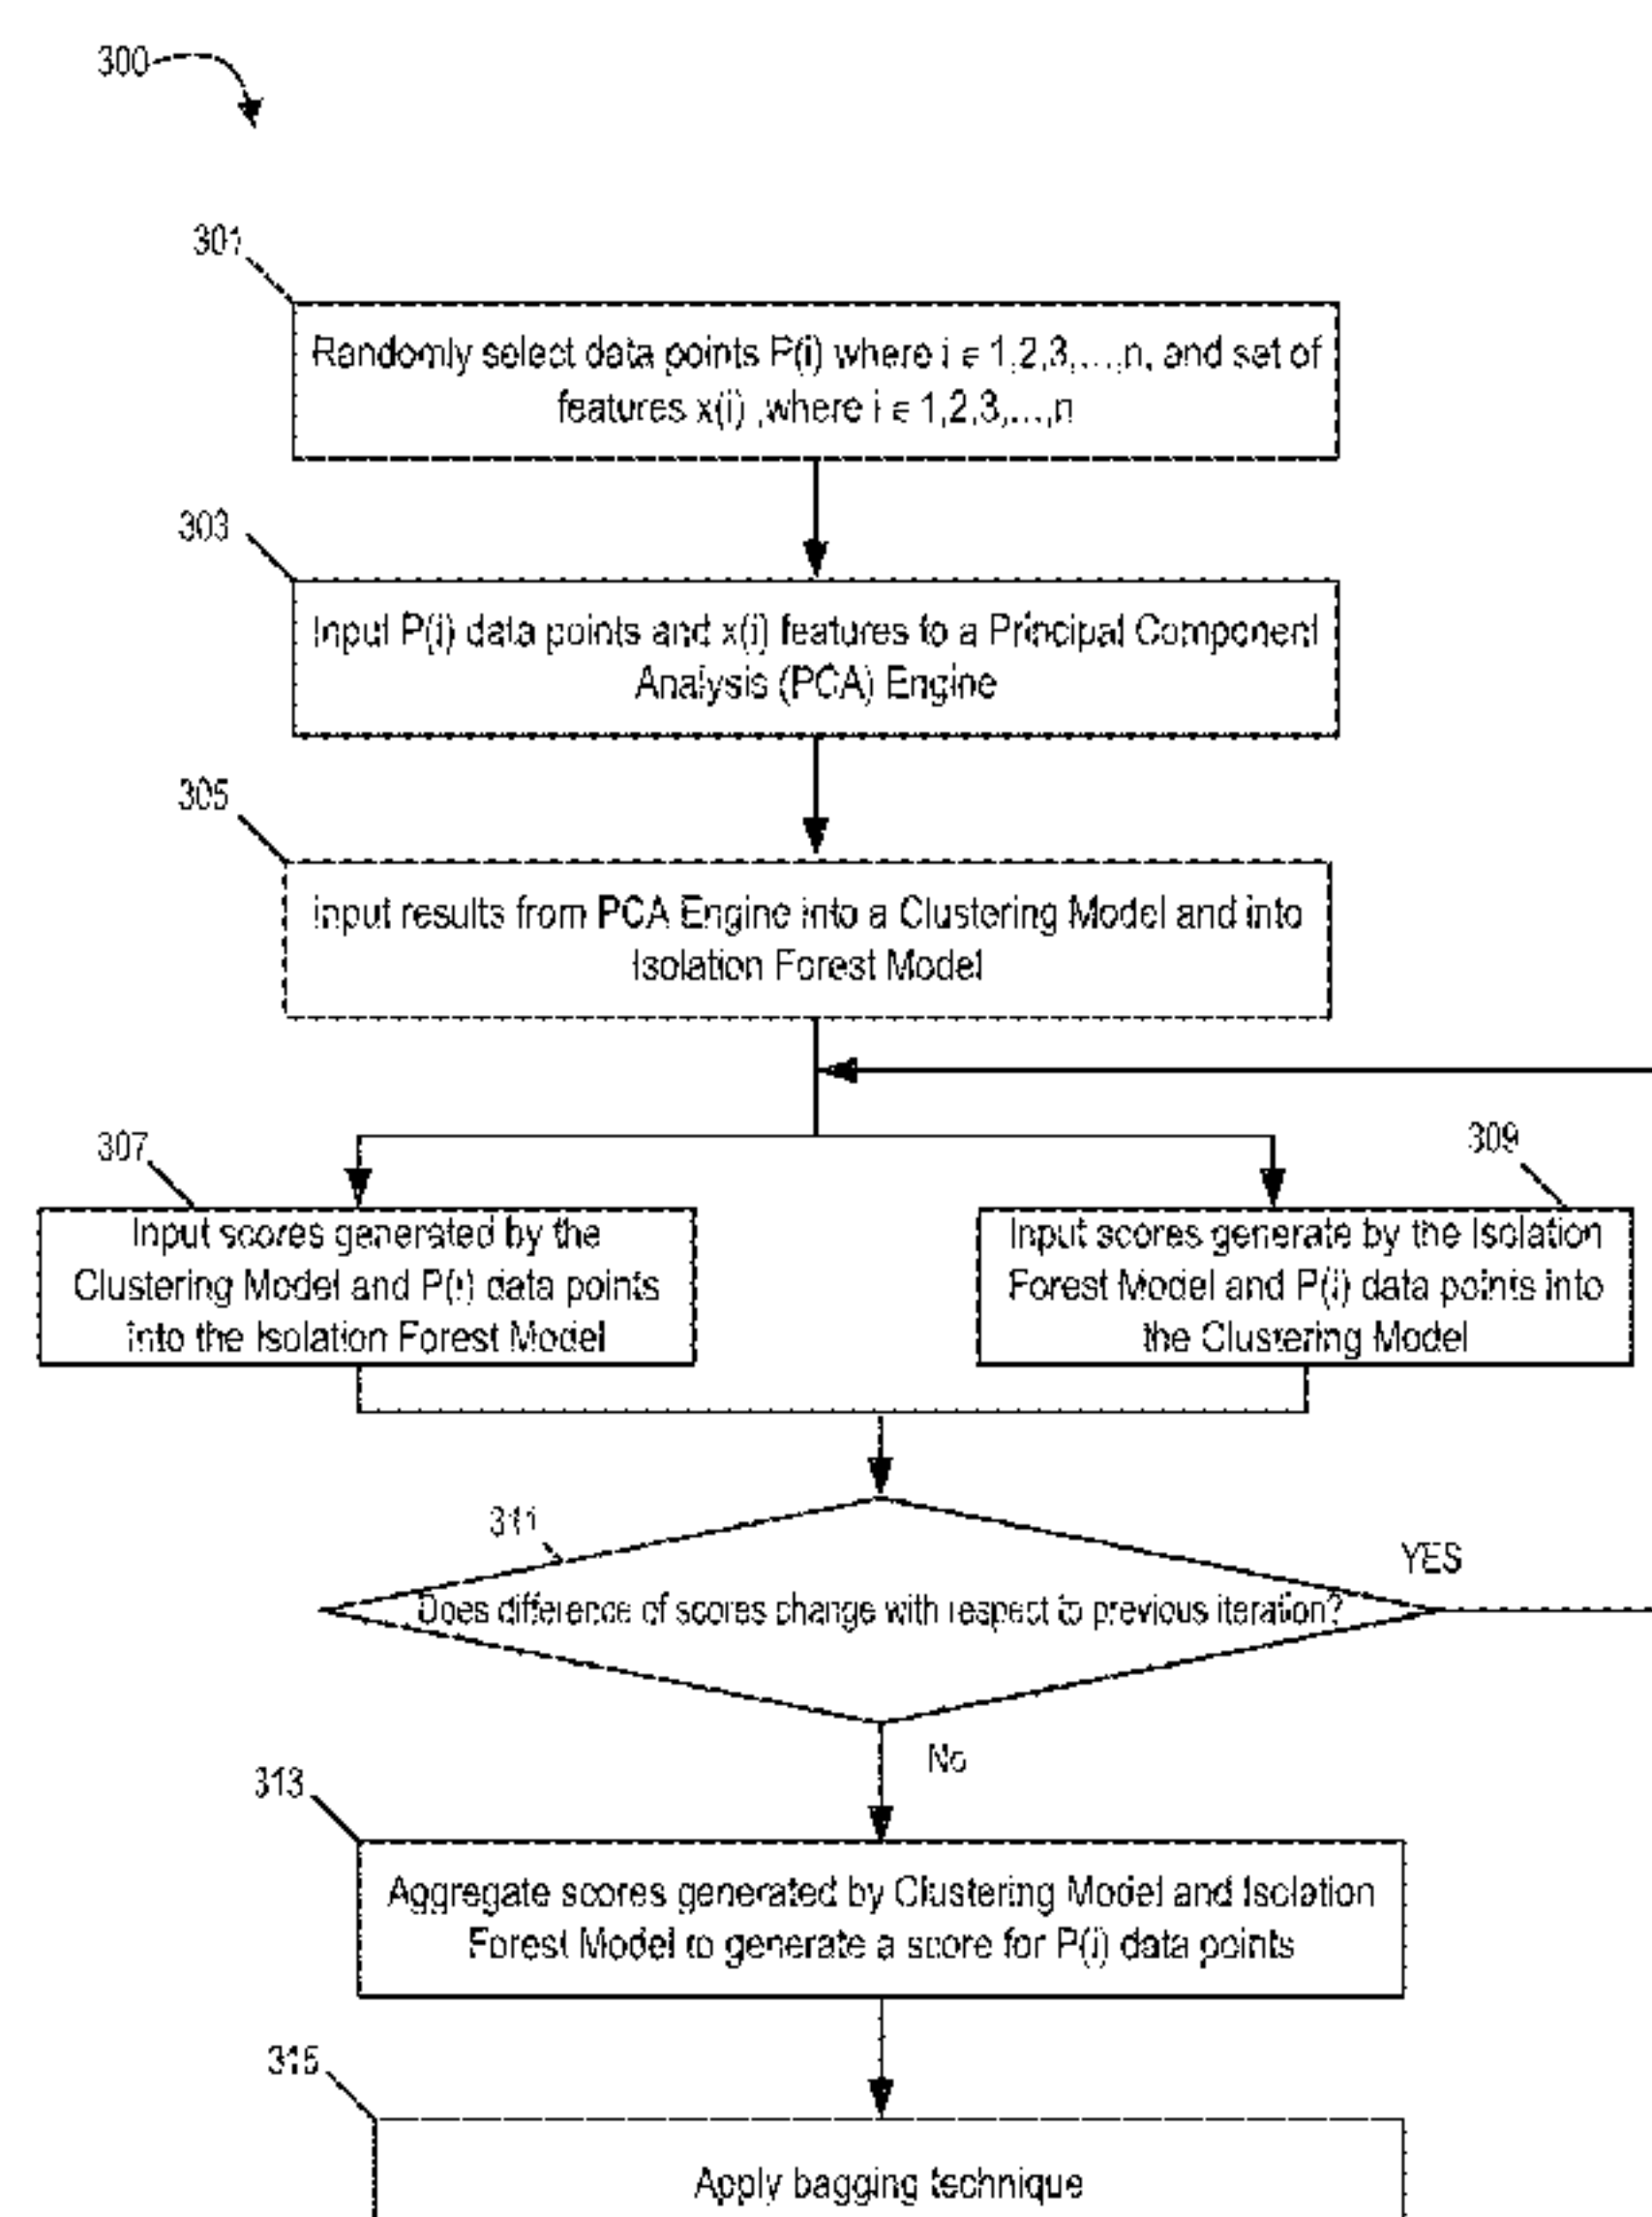 300
301
Randomly select data points P(i) where i = 1,2,3,...,n, and set of
features x(i) ,where i = 1,2,3,...,n
303
Input P(i) data points and x(i) features to a Principal Component
Analysis (PCA) Engine
305
Input results from PCA Engine into a Clustering Model and into
Isolation Forest Model
307
309
Input scores generated by the
Clustering Model and P(i) data points
into the Isolation Forest Model
Input scores generate by the Isolation
Forest Model and P(i) data points into
the Clustering Model
311
YES
Does difference of scores change with respect to previous iteration?
No
313
Aggregate scores generated by Clustering Model and Isolation
Forest Model to generate a score for P(i) data points
315
Apply bagging technique